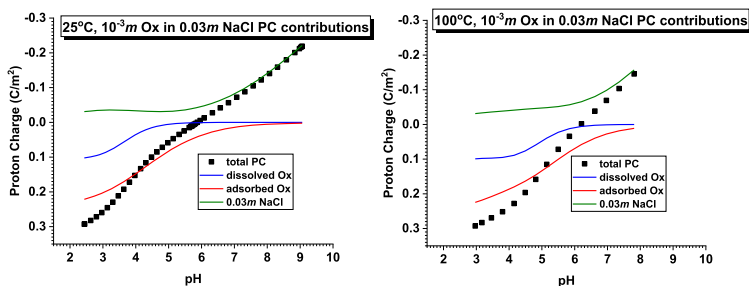 25°C, 10⁻³m Ox in 0.03m NaCl PC contributions
-0.3
-0.2
-0.1
0.0
0.1
0.2
0.3
Proton Charge (C/m²)
total PC
dissolved Ox
adsorbed Ox
0.03m NaCl
2 3 4 5 6 7 8 9 10
pH
100°C, 10⁻³m Ox in 0.03m NaCl PC contributions
-0.3
-0.2
-0.1
0.0
0.1
0.2
0.3
Proton Charge (C/m²)
total PC
dissolved Ox
adsorbed Ox
0.03m NaCl
2 3 4 5 6 7 8 9 10
pH